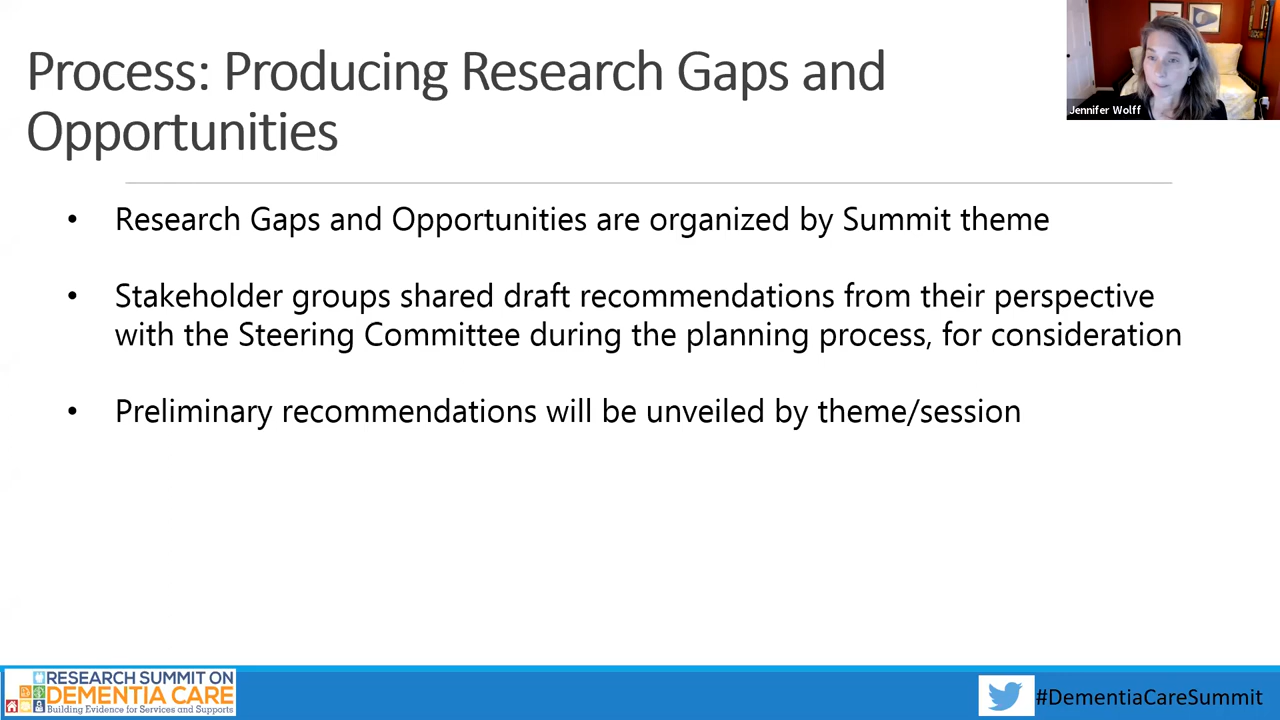 Process: Producing Research Gaps and
Opportunities
Jennifer Wolff
• Research Gaps and Opportunities are organized by Summit theme
• Stakeholder groups shared draft recommendations from their perspective
with the Steering Committee during the planning process, for consideration
• Preliminary recommendations will be unveiled by theme/session
RESEARCH SUMMIT ON
DEMENTIA CARE
Building Evidence for Services and Supports
#DementiaCareSummit